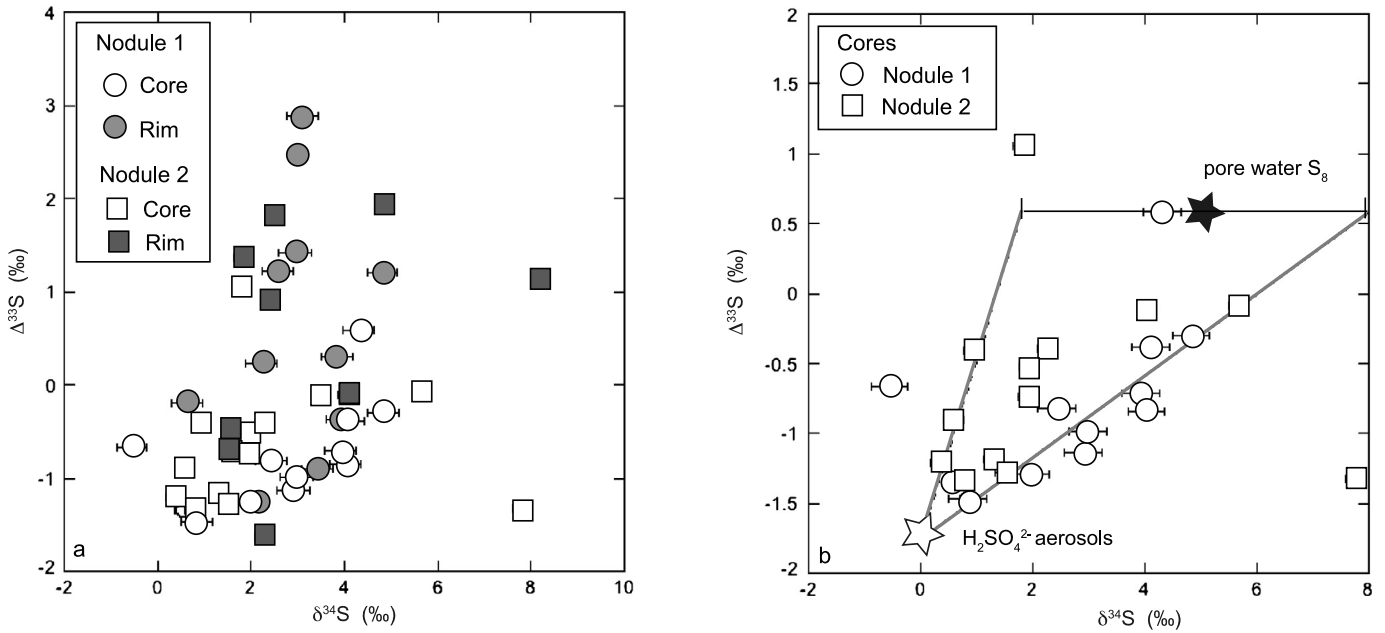 Nodule 1
Core
Rim
Nodule 2
Core
Rim
4
3
2
1
0
-1
-2
Δ³³S (‰)
a
-2 0 2 4 6 8 10
δ³⁴S (‰)
Cores
Nodule 1
Nodule 2
2
1.5
1
0.5
0
-0.5
-1
-1.5
-2
Δ³³S (‰)
pore water S₈
H₂SO₄²⁻ aerosols
b
-2 0 2 4 6 8
δ³⁴S (‰)